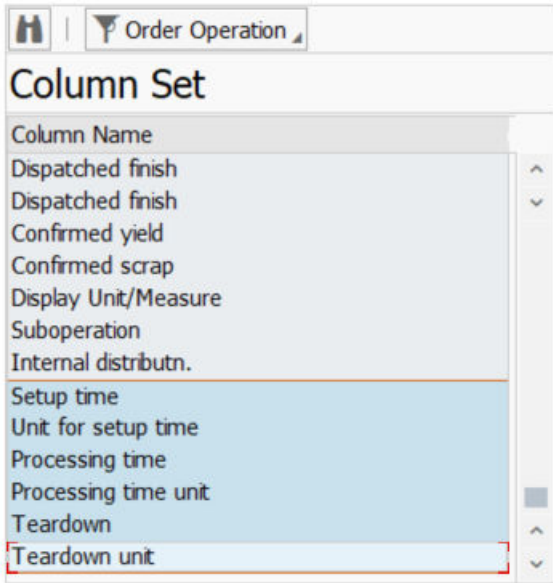 Order Operation
Column Set
Column Name
Dispatched finish
Dispatched finish
Confirmed yield
Confirmed scrap
Display Unit/Measure
Suboperation
Internal distributn.
Setup time
Unit for setup time
Processing time
Processing time unit
Teardown
Teardown unit